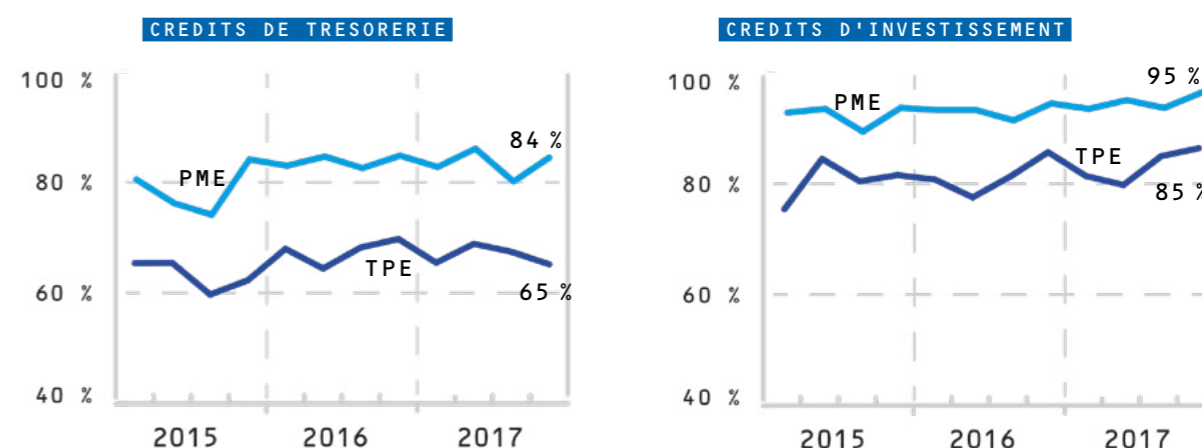 CREDITS DE TRESORERIE
100 %
84 %
PME
80 %
TPE
65 %
60 %
40 %
2015 2016 2017
CREDITS D'INVESTISSEMENT
95 %
100 %
PME
TPE
80 %
85 %
60 %
40 %
2015 2016 2017